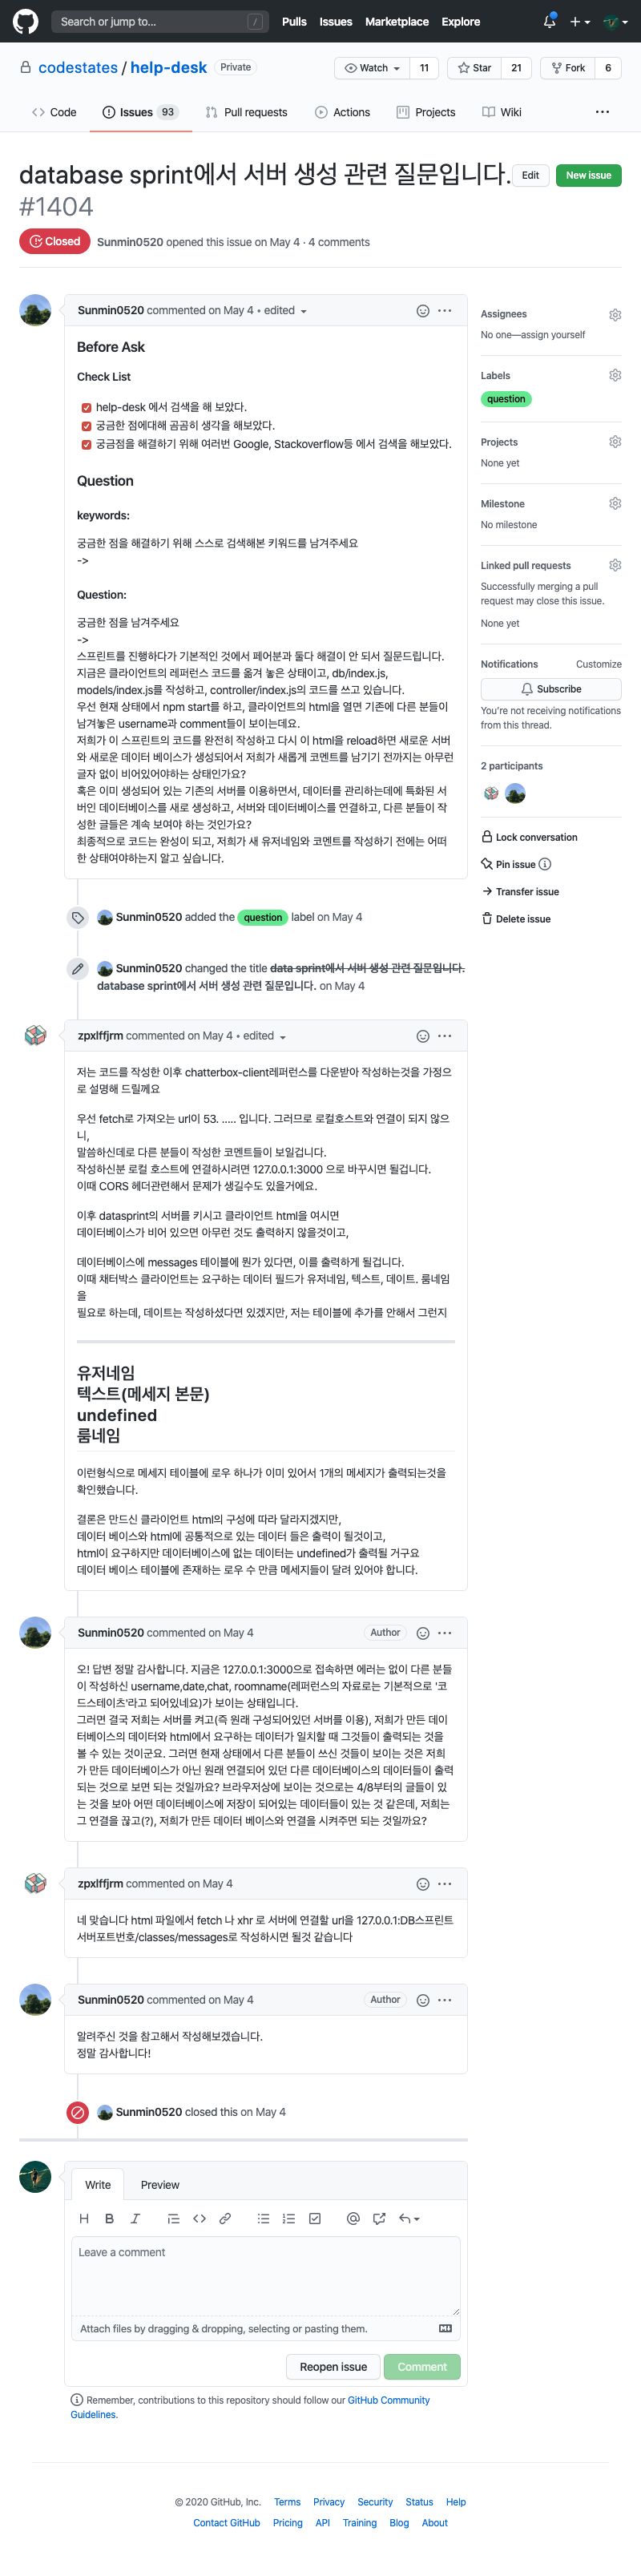 Search or jump to...
/
Pulls Issues Marketplace Explore
codestates / help-desk Private
Watch 11 Star 21 Fork 6
Code Issues 93 Pull requests Actions Projects Wiki ...
database sprint에서 서버 생성 관련 질문입니다. #1404
Edit New issue
Closed Sunmin0520 opened this issue on May 4 · 4 comments
Sunmin0520 commented on May 4 • edited
Before Ask
Check List
help-desk 에서 검색을 해 보았다.
궁금한 점에대해 곰곰히 생각을 해보았다.
궁금점을 해결하기 위해 여러번 Google, Stackoverflow등 에서 검색을 해보았다.
Question
keywords:
궁금한 점을 해결하기 위해 스스로 검색해본 키워드를 남겨주세요
->
Question:
궁금한 점을 남겨주세요
->
스프린트를 진행하다가 기본적인 것에서 페어분과 둘다 해결이 안 되서 질문드립니다.
지금은 클라이언트의 레퍼런스 코드를 옮겨 놓은 상태이고, db/index.js,
models/index.js를 작성하고, controller/index.js의 코드를 쓰고 있습니다.
우선 현재 상태에서 npm start를 하고, 클라이언트의 html을 열면 기존에 다른 분들이
남겨놓은 username과 comment들이 보이는데요.
저희가 이 스프린트의 코드를 완전히 작성하고 다시 이 html을 reload하면 새로운 서버
와 새로운 데이터 베이스가 생성되어서 저희가 새롭게 코멘트를 남기기 전까지는 아무런
글자 없이 비어있어야하는 상태인가요?
혹은 이미 생성되어 있는 기존의 서버를 이용하면서, 데이터를 관리하는데에 특화된 서
버인 데이터베이스를 새로 생성하고, 서버와 데이터베이스를 연결하고, 다른 분들이 작
성한 글들은 계속 보여야 하는 것인가요?
최종적으로 코드는 완성이 되고, 저희가 새 유저네임와 코멘트를 작성하기 전에는 어떠
한 상태여야하는지 알고 싶습니다.
Sunmin0520 added the question label on May 4
Sunmin0520 changed the title data sprint에서 서버 생성 관련 질문입니다.
database sprint에서 서버 생성 관련 질문입니다. on May 4
zpxlffjrm commented on May 4 • edited
저는 코드를 작성한 이후 chatterbox-client레퍼런스를 다운받아 작성하는것을 가정으
로 설명해 드릴께요
우선 fetch로 가져오는 url이 53. ..... 입니다. 그러므로 로컬호스트와 연결이 되지 않으
니,
말씀하신데로 다른 분들이 작성한 코멘트들이 보일겁니다.
작성하신분 로컬 호스트에 연결하시려면 127.0.0.1:3000 으로 바꾸시면 될겁니다.
이때 CORS 헤더관련해서 문제가 생길수도 있을거에요.
이후 datasprint의 서버를 키시고 클라이언트 html을 여시면
데이터베이스가 비어 있으면 아무런 것도 출력하지 않을것이고,
데이터베이스에 messages 테이블에 뭔가 있다면, 이를 출력하게 될겁니다.
이때 채터박스 클라이언트는 요구하는 데이터 필드가 유저네임, 텍스트, 데이트. 룸네임
을
필요로 하는데, 데이트는 작성하셨다면 있겠지만, 저는 테이블에 추가를 안해서 그런지
유저네임
텍스트(메세지 본문)
undefined
룸네임
이런형식으로 메세지 테이블에 로우 하나가 이미 있어서 1개의 메세지가 출력되는것을
확인했습니다.
결론은 만드신 클라이언트 html의 구성에 따라 달라지겠지만,
데이터 베이스와 html에 공통적으로 있는 데이터 들은 출력이 될것이고,
html이 요구하지만 데이터베이스에 없는 데이터는 undefined가 출력될 거구요
데이터 베이스 테이블에 존재하는 로우 수 만큼 메세지들이 달려 있어야 합니다.
Sunmin0520 commented on May 4 Author
오! 답변 정말 감사합니다. 지금은 127.0.0.1:3000으로 접속하면 에러는 없이 다른 분들
이 작성하신 username,date,chat, roomname(레퍼런스의 자료로는 기본적으로 '코
드스테이츠'라고 되어있네요)가 보이는 상태입니다.
그러면 결국 저희는 서버를 켜고(즉 원래 구성되어있던 서버를 이용), 저희가 만든 데이
터베이스의 데이터와 html에서 요구하는 데이터가 일치할 때 그것들이 출력되는 것을
볼 수 있는 것이군요. 그러면 현재 상태에서 다른 분들이 쓰신 것들이 보이는 것은 저희
가 만든 데이터베이스가 아닌 원래 연결되어 있던 다른 데이터베이스의 데이터들이 출력
되는 것으로 보면 되는 것일까요? 브라우저상에 보이는 것으로는 4/8부터의 글들이 있
는 것을 보아 어떤 데이터베이스에 저장이 되어있는 데이터들이 있는 것 같은데, 저희는
그 연결을 끊고(?), 저희가 만든 데이터 베이스와 연결을 시켜주면 되는 것일까요?
zpxlffjrm commented on May 4
네 맞습니다 html 파일에서 fetch 나 xhr 로 서버에 연결할 url을 127.0.0.1:DB스프린트
서버포트번호/classes/messages로 작성하시면 될것 같습니다
Sunmin0520 commented on May 4 Author
알려주신 것을 참고해서 작성해보겠습니다.
정말 감사합니다!
Sunmin0520 closed this on May 4
Write Preview
Leave a comment
Attach files by dragging & dropping, selecting or pasting them.
Reopen issue Comment
Remember, contributions to this repository should follow our GitHub Community
Guidelines.
Assignees
No one—assign yourself
Labels
question
Projects
None yet
Milestone
No milestone
Linked pull requests
Successfully merging a pull
request may close this issue.
None yet
Notifications Customize
Subscribe
You're not receiving notifications
from this thread.
2 participants
Lock conversation
Pin issue
Transfer issue
Delete issue
© 2020 GitHub, Inc. Terms Privacy Security Status Help
Contact GitHub Pricing API Training Blog About